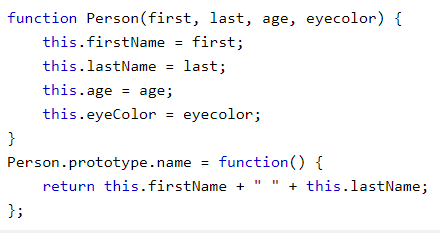 function Person(first, last, age, eyecolor) {
    this.firstName = first;
    this.lastName = last;
    this.age = age;
    this.eyeColor = eyecolor;
}
Person.prototype.name = function() {
    return this.firstName + " " + this.lastName;
};